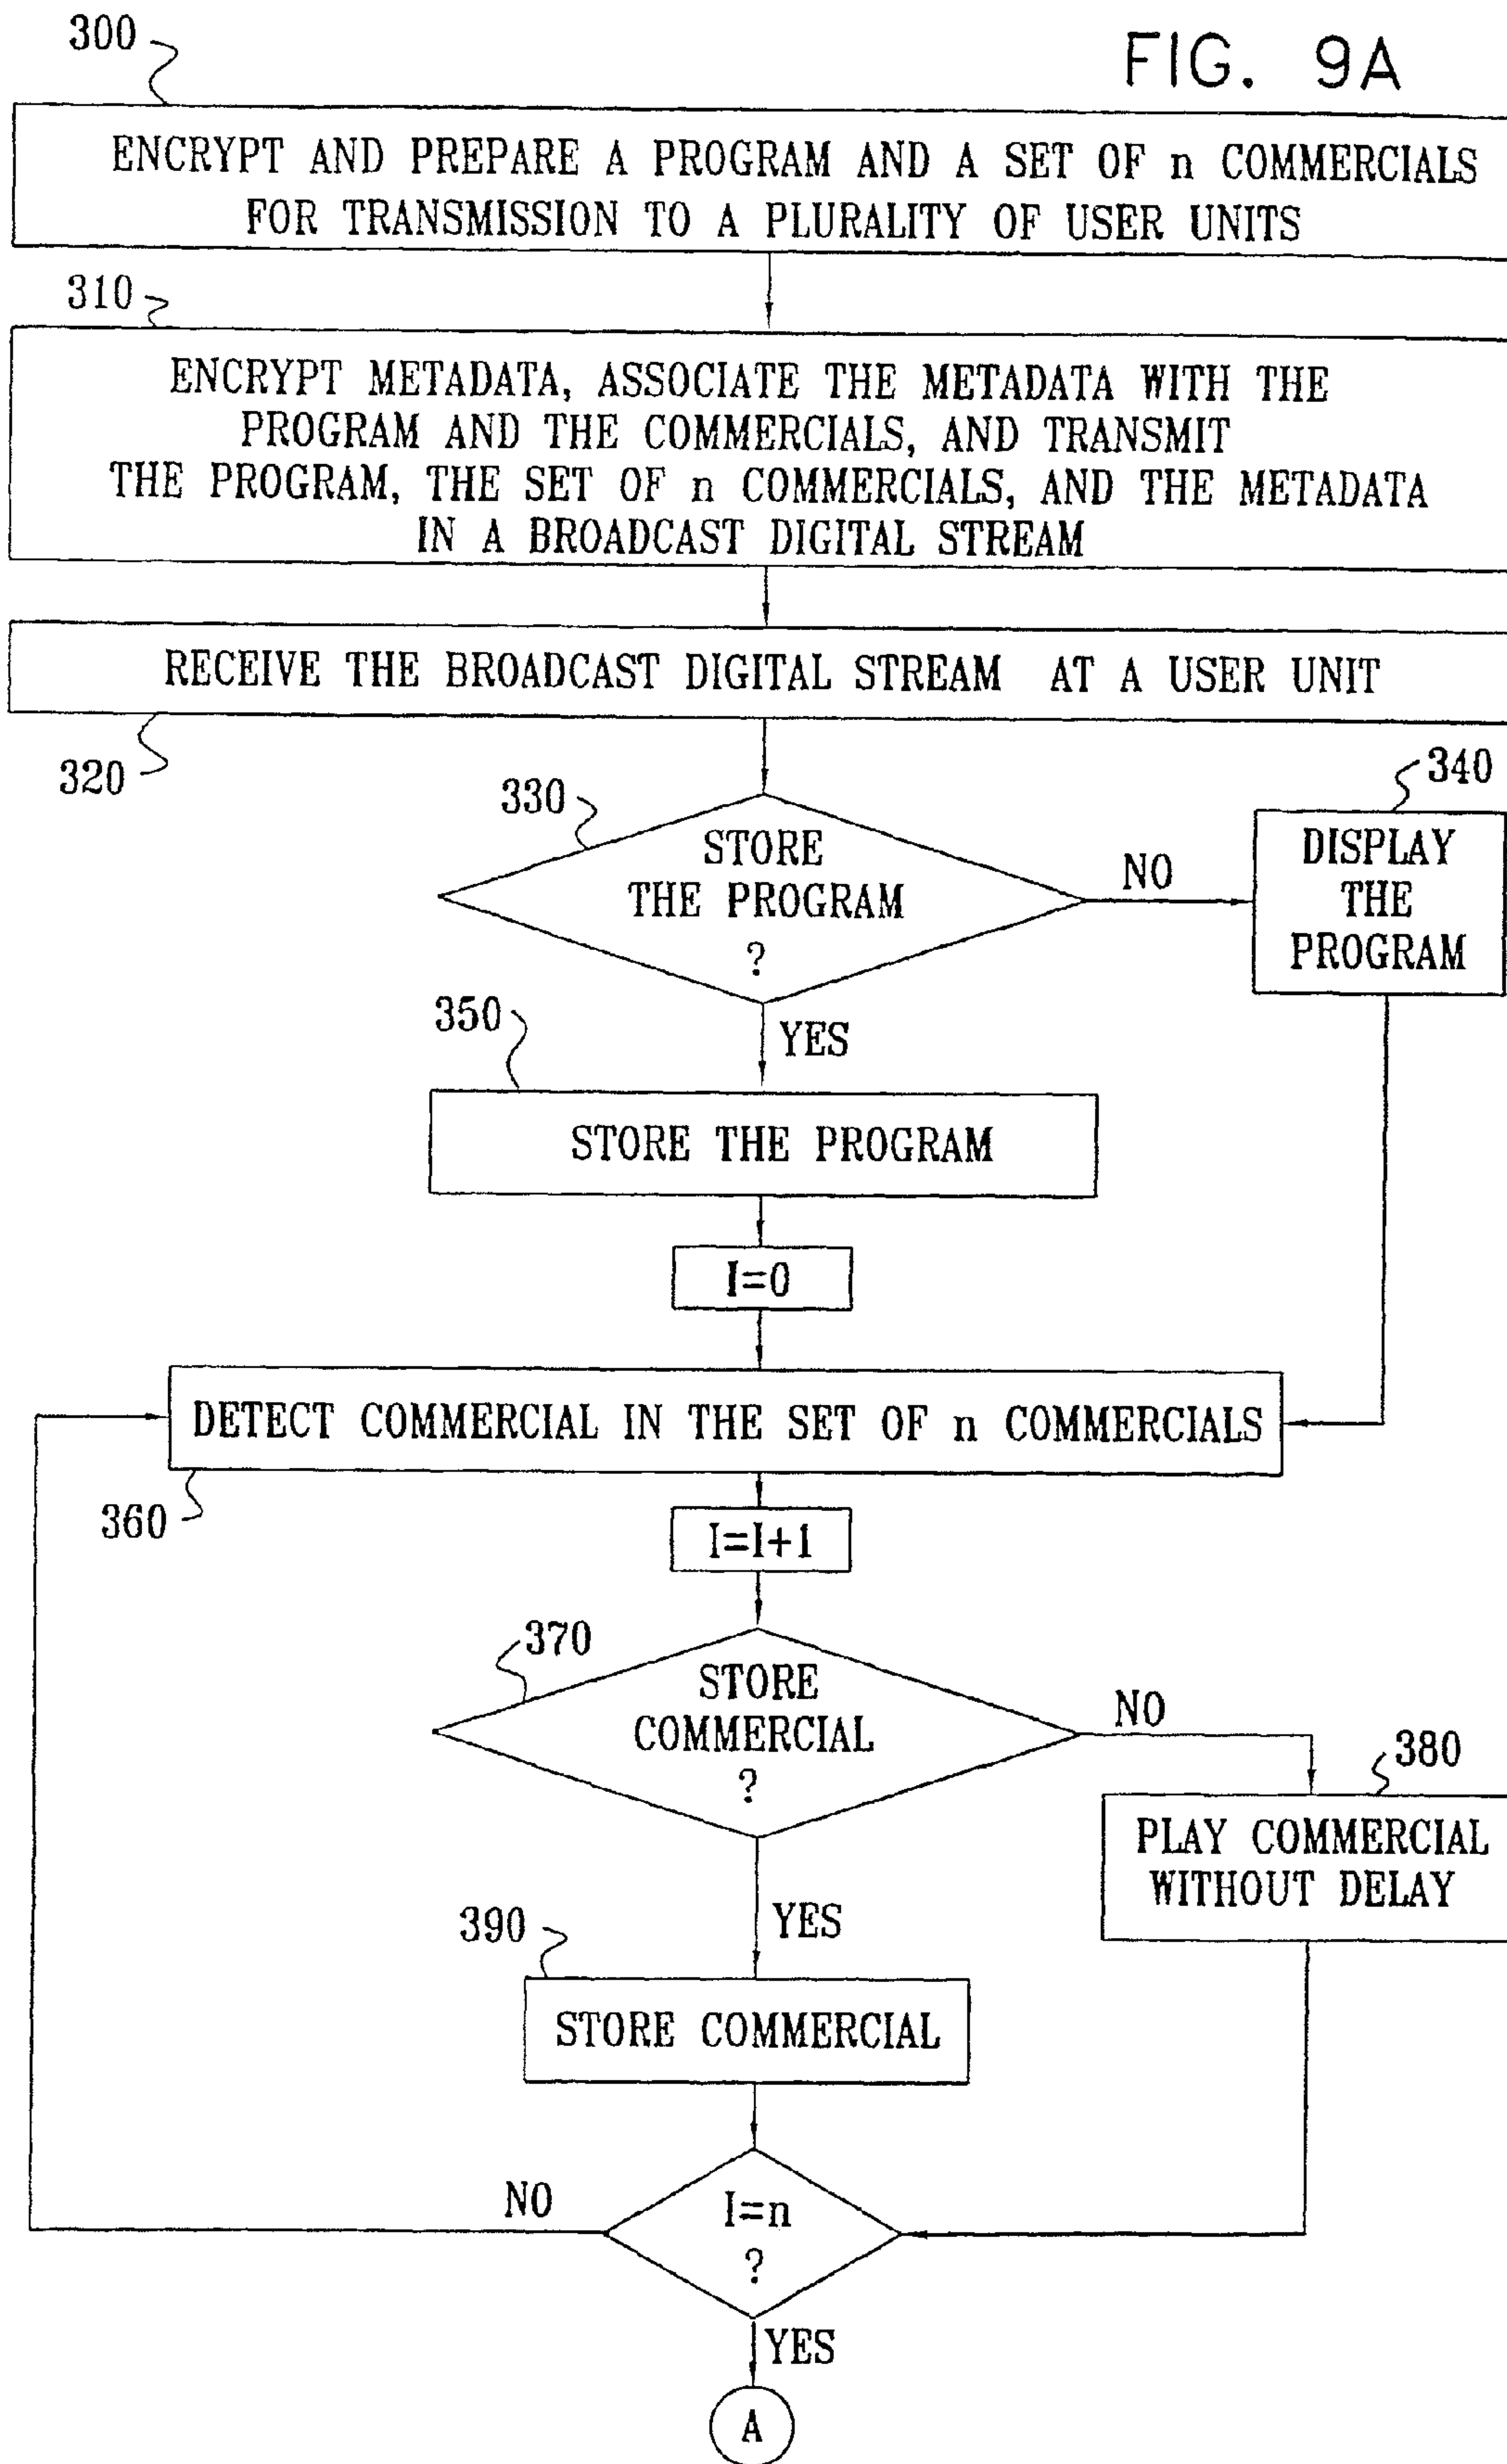 FIG. 9A
300
ENCRYPT AND PREPARE A PROGRAM AND A SET OF n COMMERCIALS
FOR TRANSMISSION TO A PLURALITY OF USER UNITS
310
ENCRYPT METADATA, ASSOCIATE THE METADATA WITH THE
PROGRAM AND THE COMMERCIALS, AND TRANSMIT
THE PROGRAM, THE SET OF n COMMERCIALS, AND THE METADATA
IN A BROADCAST DIGITAL STREAM
RECEIVE THE BROADCAST DIGITAL STREAM AT A USER UNIT
320
330
STORE
THE PROGRAM
?
NO
340
DISPLAY
THE
PROGRAM
YES
350
STORE THE PROGRAM
I=0
DETECT COMMERCIAL IN THE SET OF n COMMERCIALS
360
I=I+1
370
STORE
COMMERCIAL
?
NO
380
PLAY COMMERCIAL
WITHOUT DELAY
YES
390
STORE COMMERCIAL
NO
I=n
?
YES
A